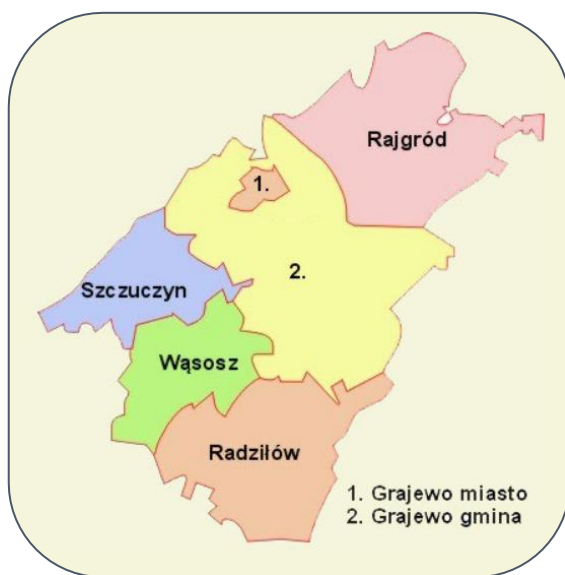 Rajgród
1.
2.
Szczuczyn
Wąsosz
Radziłów
1. Grajewo miasto
2. Grajewo gmina